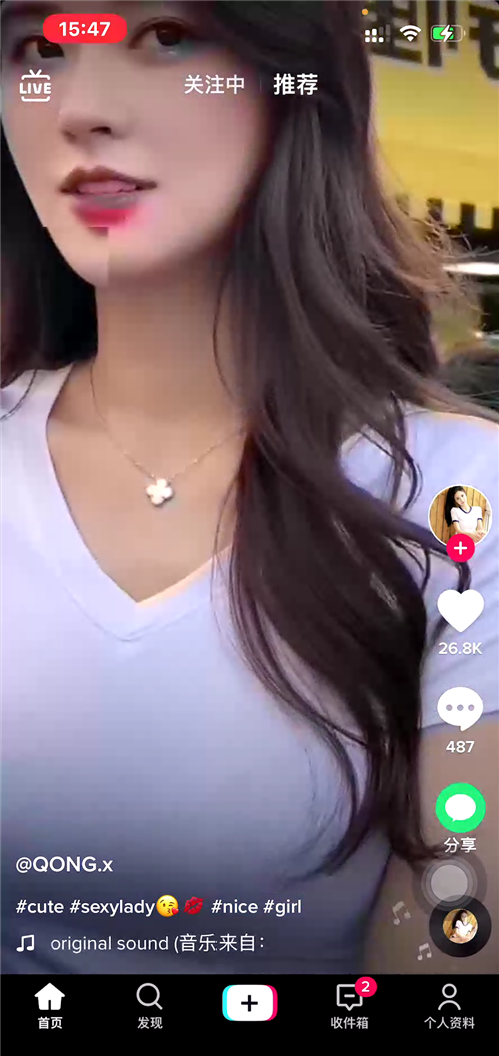 15:47
LIVE
关注中
推荐
26.8K
487
分享
@QONG.x
#cute #sexylady😘💋 #nice #girl
original sound (音乐来自：
首页
发现
2
收件箱
个人资料